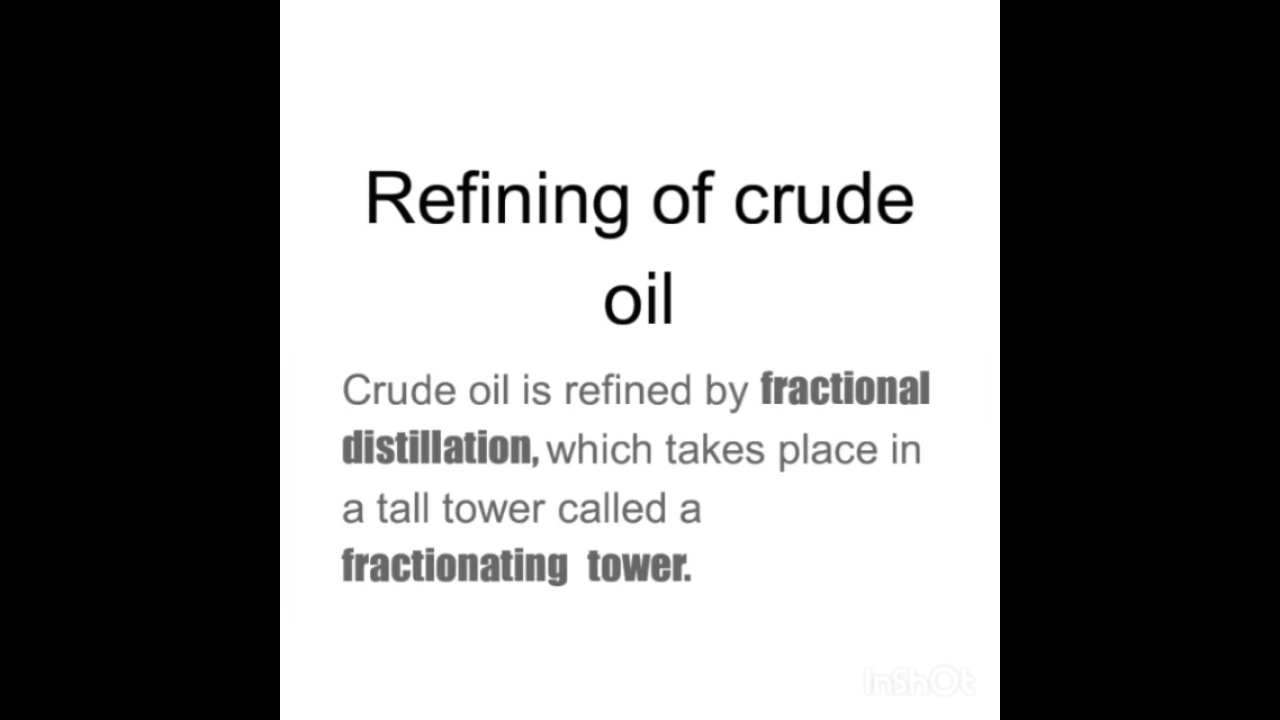 Refining of crude
oil
Crude oil is refined by fractional
distillation, which takes place in
a tall tower called a
fractionating tower.
InShOt